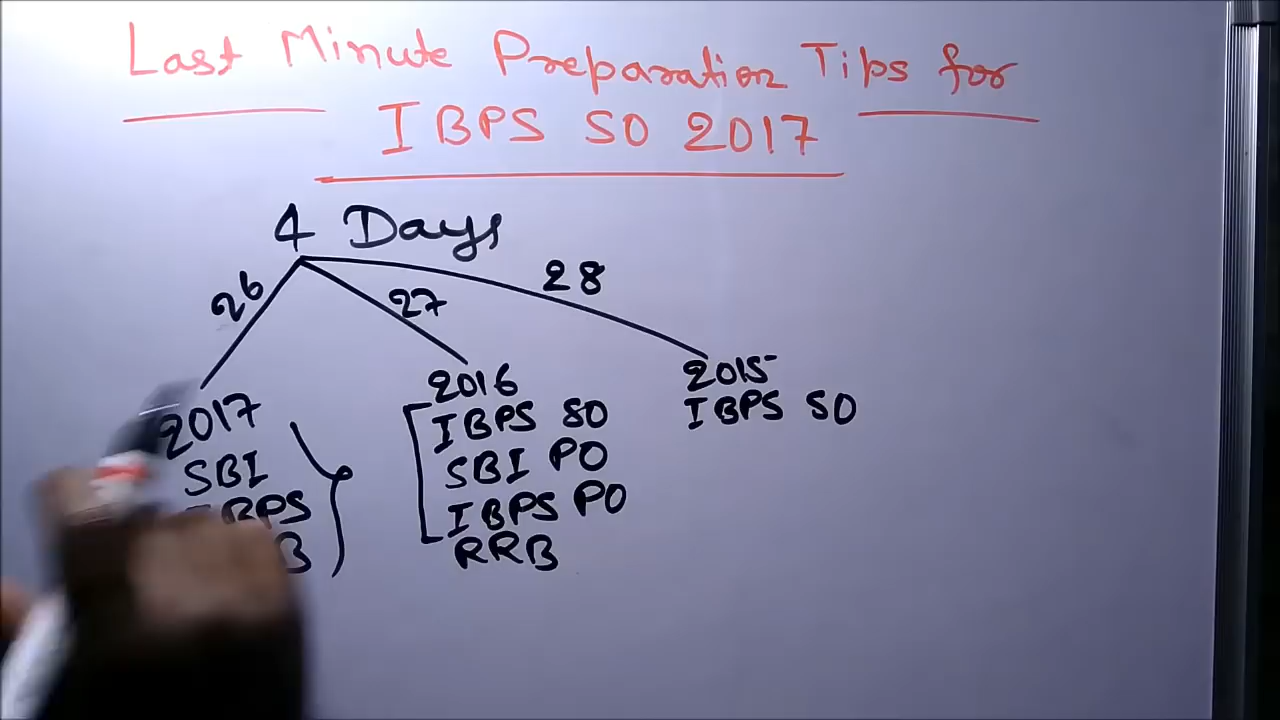 Last Minute Preparation Tips for
IBPS SO 2017
4 Days
26 27 28
2017
SBI
IBPS
2016
IBPS SO
SBI PO
IBPS PO
RRB
2015
IBPS SO